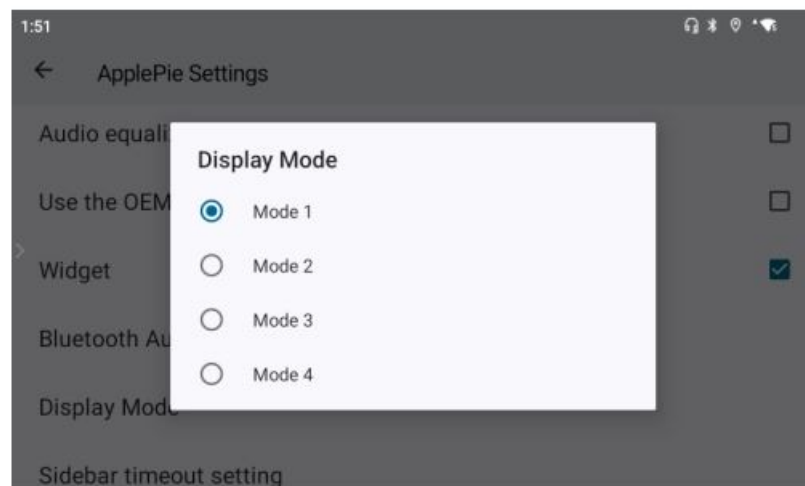 1:51
ApplePie Settings
Audio equali
Display Mode
Use the OEM
Mode 1
Mode 2
Widget
Mode 3
Bluetooth Au
Mode 4
Display Mode
Sidebar timeout setting